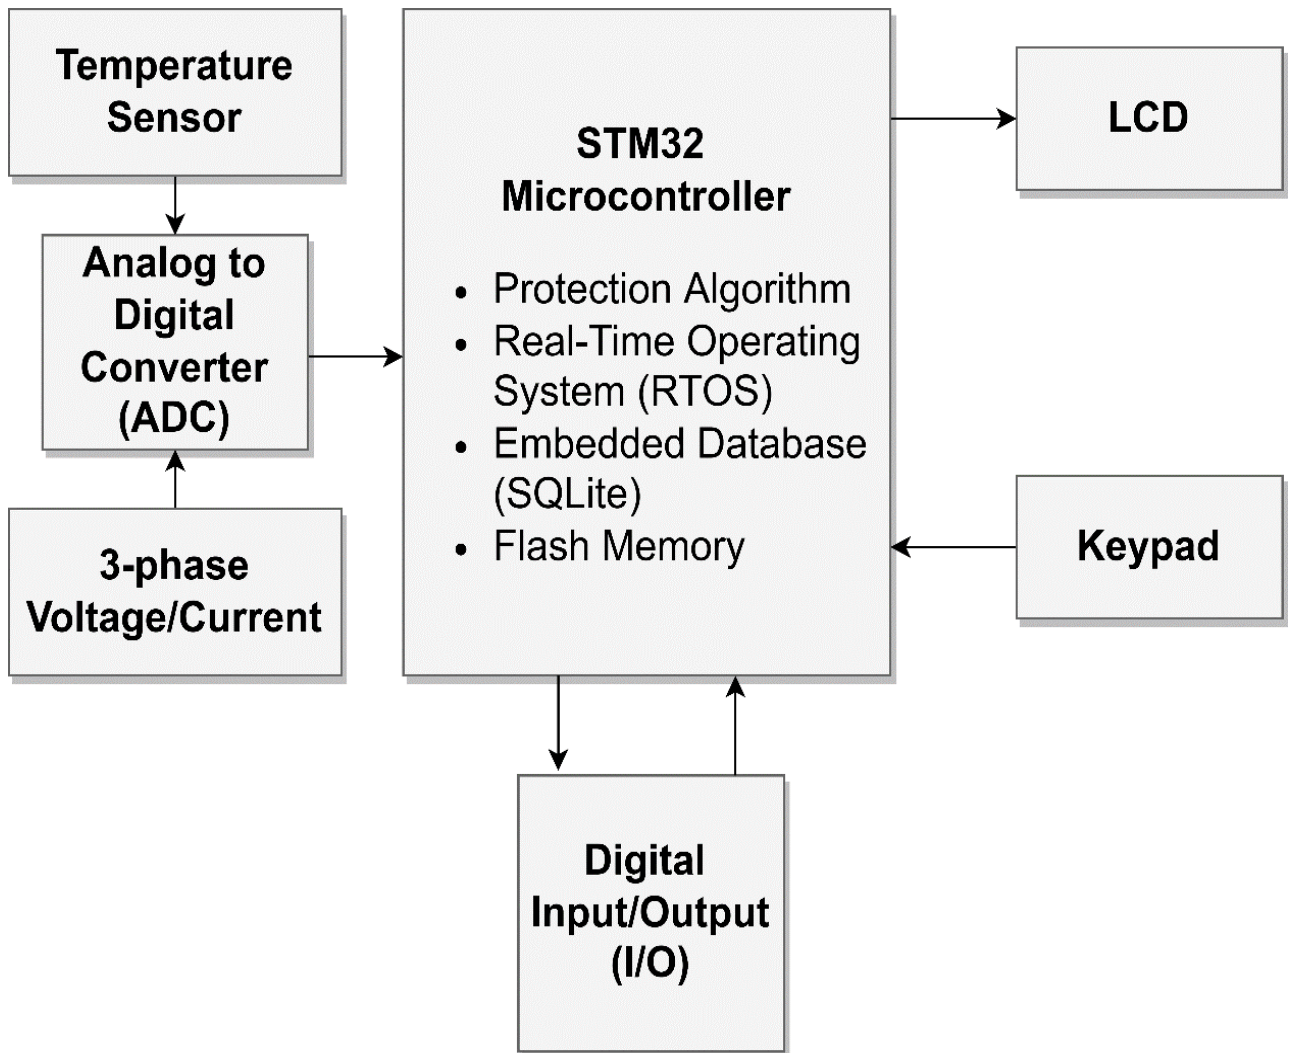 Temperature
Sensor
Analog to
Digital
Converter
(ADC)
3-phase
Voltage/Current
STM32
Microcontroller
• Protection Algorithm
• Real-Time Operating
System (RTOS)
• Embedded Database
(SQLite)
• Flash Memory
LCD
Keypad
Digital
Input/Output
(I/O)